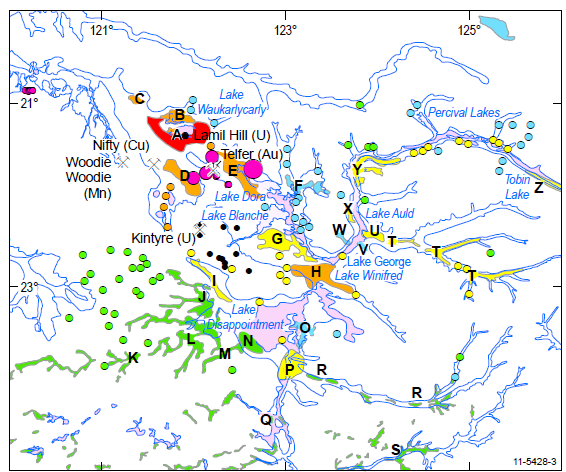 121°
123°
125°
21°
23°
C
B
Lake
Waukarlycarly
Percival Lakes
A
Lamil Hill (U)
Nifty (Cu)
Woodie
Woodie
(Mn)
Telfer (Au)
D
E
F
Y
Z
Tobin
Lake
Lake Dora
Lake Blanche
X
Lake Auld
Kintyre (U)
G
W
U
V
T
T
T
Lake George
Lake Winifred
H
I
J
Lake
Disappointment
O
L
N
M
K
P
R
R
Q
S
11-5428-3